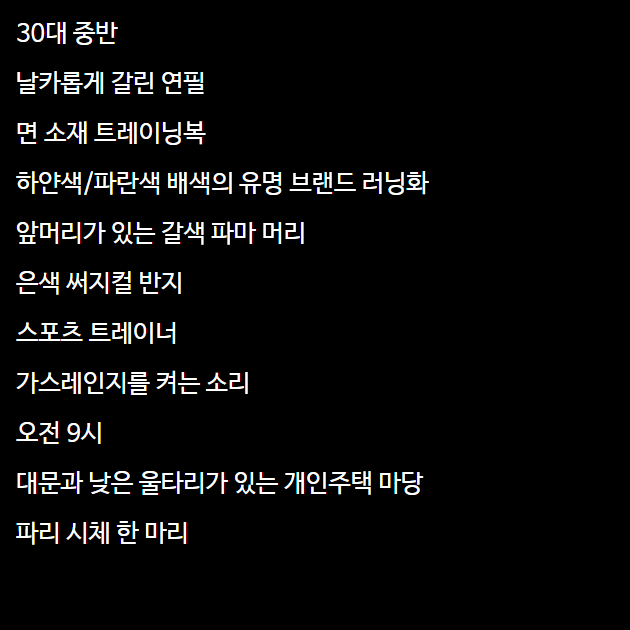 30대 중반
날카롭게 갈린 연필
면 소재 트레이닝복
하얀색/파란색 배색의 유명 브랜드 러닝화
앞머리가 있는 갈색 파마 머리
은색 써지컬 반지
스포츠 트레이너
가스레인지를 켜는 소리
오전 9시
대문과 낮은 울타리가 있는 개인주택 마당
파리 시체 한 마리